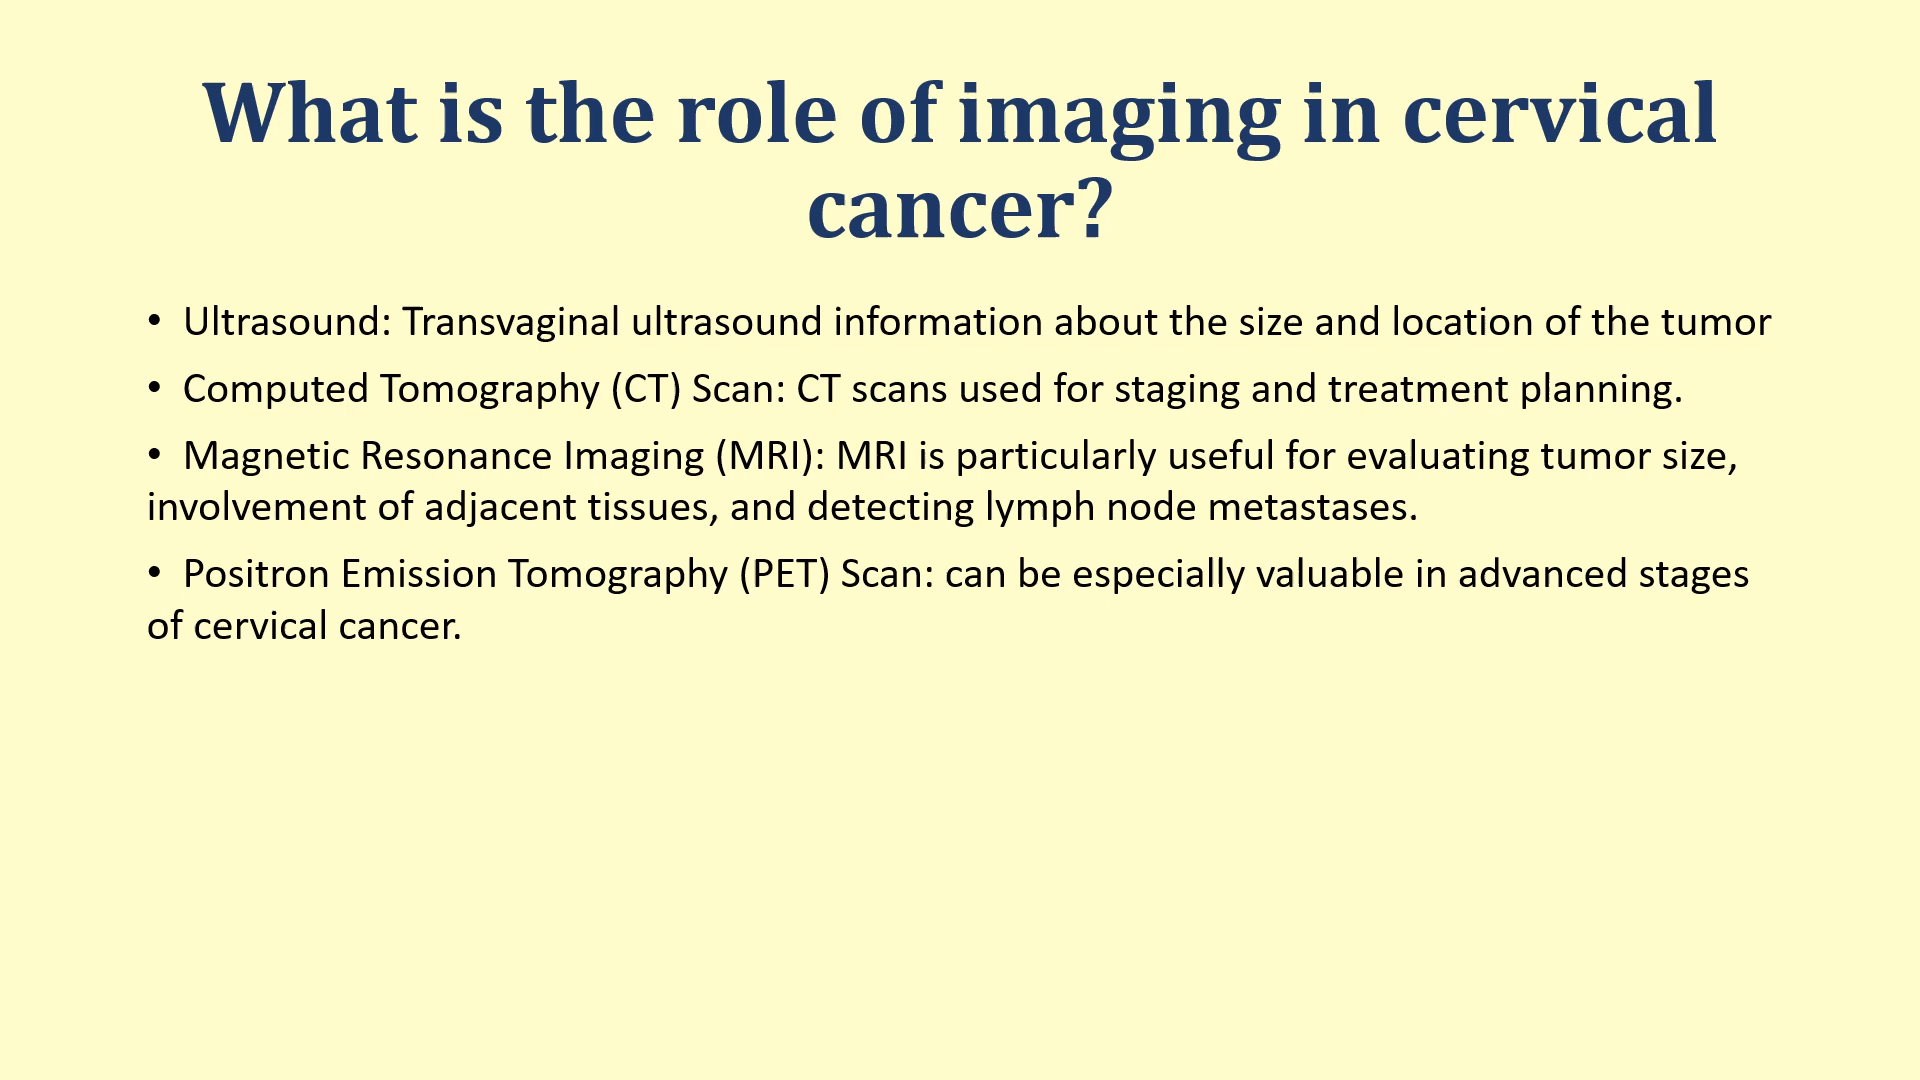 What is the role of imaging in cervical
cancer?
• Ultrasound: Transvaginal ultrasound information about the size and location of the tumor
• Computed Tomography (CT) Scan: CT scans used for staging and treatment planning.
• Magnetic Resonance Imaging (MRI): MRI is particularly useful for evaluating tumor size,
involvement of adjacent tissues, and detecting lymph node metastases.
• Positron Emission Tomography (PET) Scan: can be especially valuable in advanced stages
of cervical cancer.